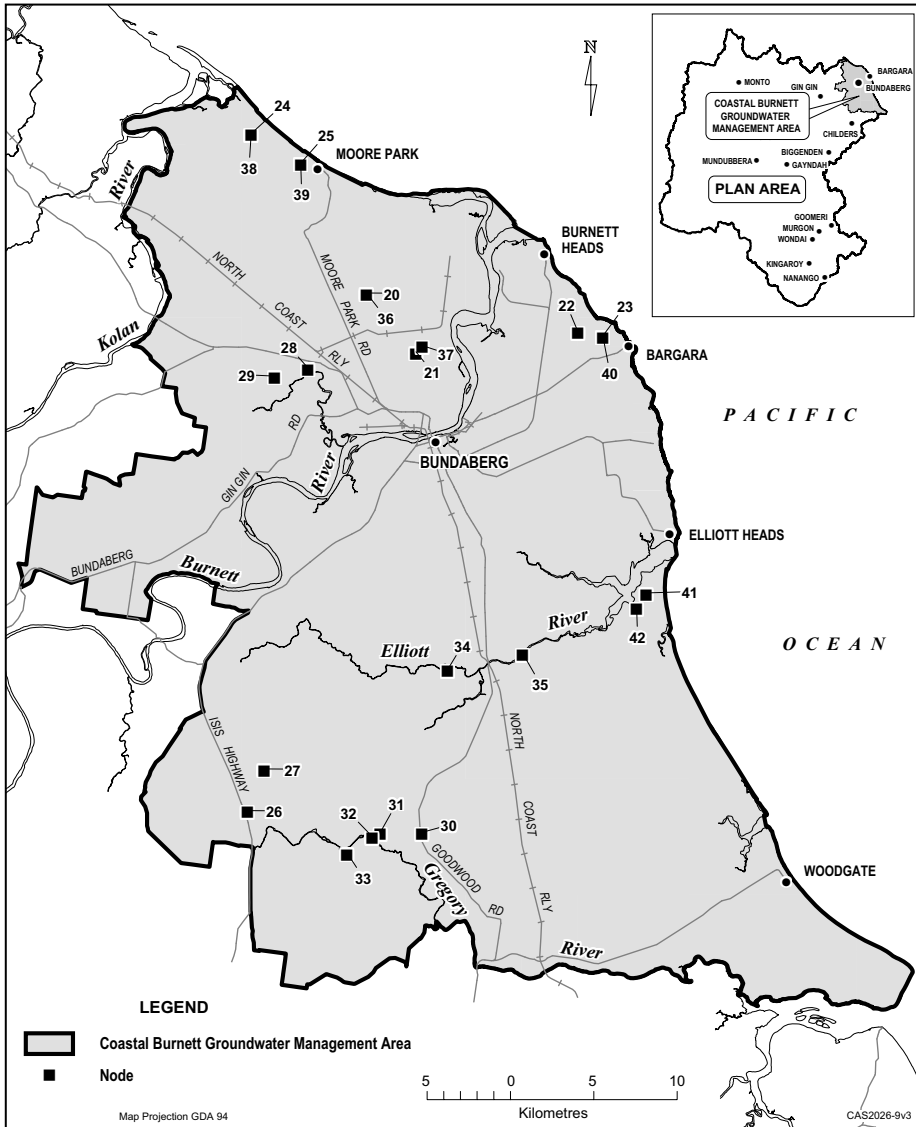 N
MONTO
GIN GIN
BARGARA
BUNDABERG
COASTAL BURNETT
GROUNDWATER
MANAGEMENT AREA
CHILDERS
BIGGENDEN
MUNDUBBERA
GAYNDAH
PLAN AREA
GOOMERI
MURGON
WONDAI
KINGAROY
NANANGO
24
25
38
39
MOORE PARK
River
BURNETT
HEADS
NORTH
COAST
RLY
MOORE
PARK
RD
20
36
22
23
40
BARGARA
Kolan
28
29
37
21
PACIFIC
GIN GIN
RD
River
BUNDABERG
BUNDABERG
Burnett
ELLIOTT HEADS
41
42
River
Elliott
34
35
OCEAN
ISIS
HIGHWAY
NORTH
COAST
RLY
27
26
32
31
30
33
GOODWOOD
RD
Gregory
River
WOODGATE
LEGEND
Coastal Burnett Groundwater Management Area
Node
5 0 5 10
Kilometres
Map Projection GDA 94
CAS2026-9v3